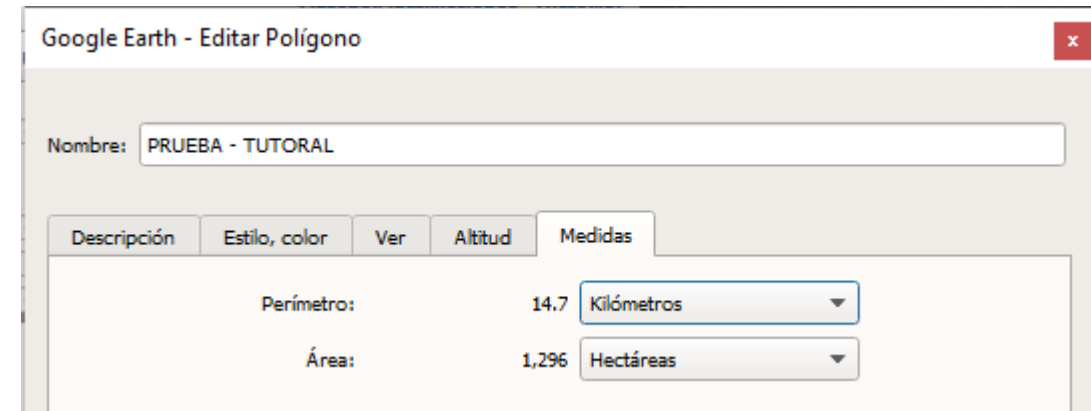 Google Earth - Editar Polígono
x
Nombre: PRUEBA - TUTORAL
Descripción Estilo, color Ver Altitud Medidas
Perímetro: 14.7 Kilómetros
Área: 1,296 Hectáreas